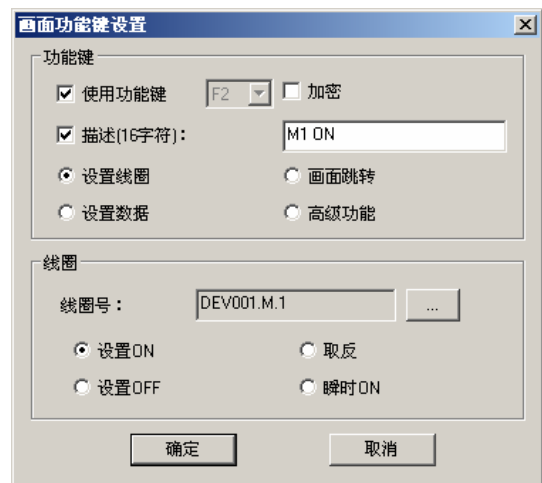 画面功能键设置
功能键
使用功能键 F2 加密
描述(16字符): M1 ON
设置线圈 画面跳转
设置数据 高级功能
线圈
线圈号: DEV001.M.1 ...
设置ON 取反
设置OFF 瞬时ON
确定 取消